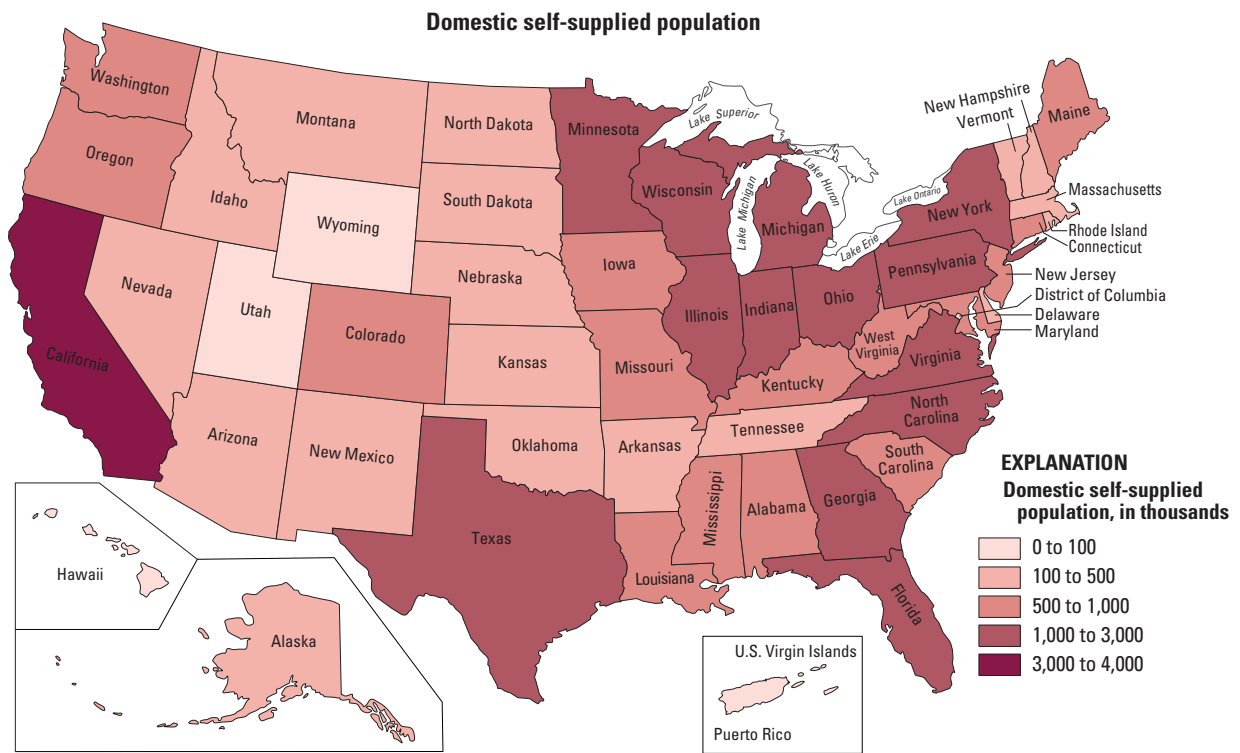 Domestic self-supplied population
Washington
Oregon
California
Idaho
Nevada
Montana
Wyoming
Utah
Arizona
Colorado
New Mexico
North Dakota
South Dakota
Nebraska
Kansas
Oklahoma
Texas
Minnesota
Iowa
Missouri
Arkansas
Louisiana
Wisconsin
Illinois
Michigan
Indiana
Ohio
Kentucky
Tennessee
Mississippi
Alabama
Georgia
Florida
South
Carolina
North
Carolina
Virginia
West
Virginia
Pennsylvania
New York
Lake Superior
Lake Michigan
Lake Huron
Lake Erie
Lake Ontario
New Hampshire
Vermont
Maine
Massachusetts
Rhode Island
Connecticut
New Jersey
District of Columbia
Delaware
Maryland
Hawaii
Alaska
U.S. Virgin Islands
Puerto Rico
EXPLANATION
Domestic self-supplied
population, in thousands
0 to 100
100 to 500
500 to 1,000
1,000 to 3,000
3,000 to 4,000